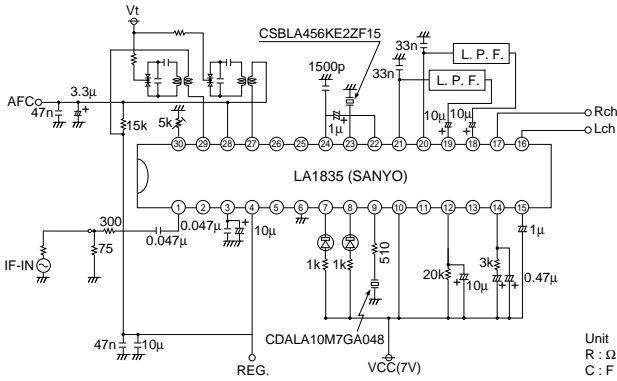 Vt
CSBLA456KE2ZF15
1500p
33n
33n
L. P. F.
L. P. F.
AFC
3.3µ
47n
15k
5k
1µ
10µ
10µ
Rch
Lch
30 29 28 27 26 25 24 23 22 21 20 19 18 17 16
LA1835 (SANYO)
1 2 3 4 5 6 7 8 9 10 11 12 13 14 15
IF-IN
300
75
0.047µ
0.047µ
10µ
1k
1k
510
20k
10µ
3k
0.47µ
1µ
47n
10µ
CDALA10M7GA048
REG.
VCC(7V)
Unit
R : Ω
C : F